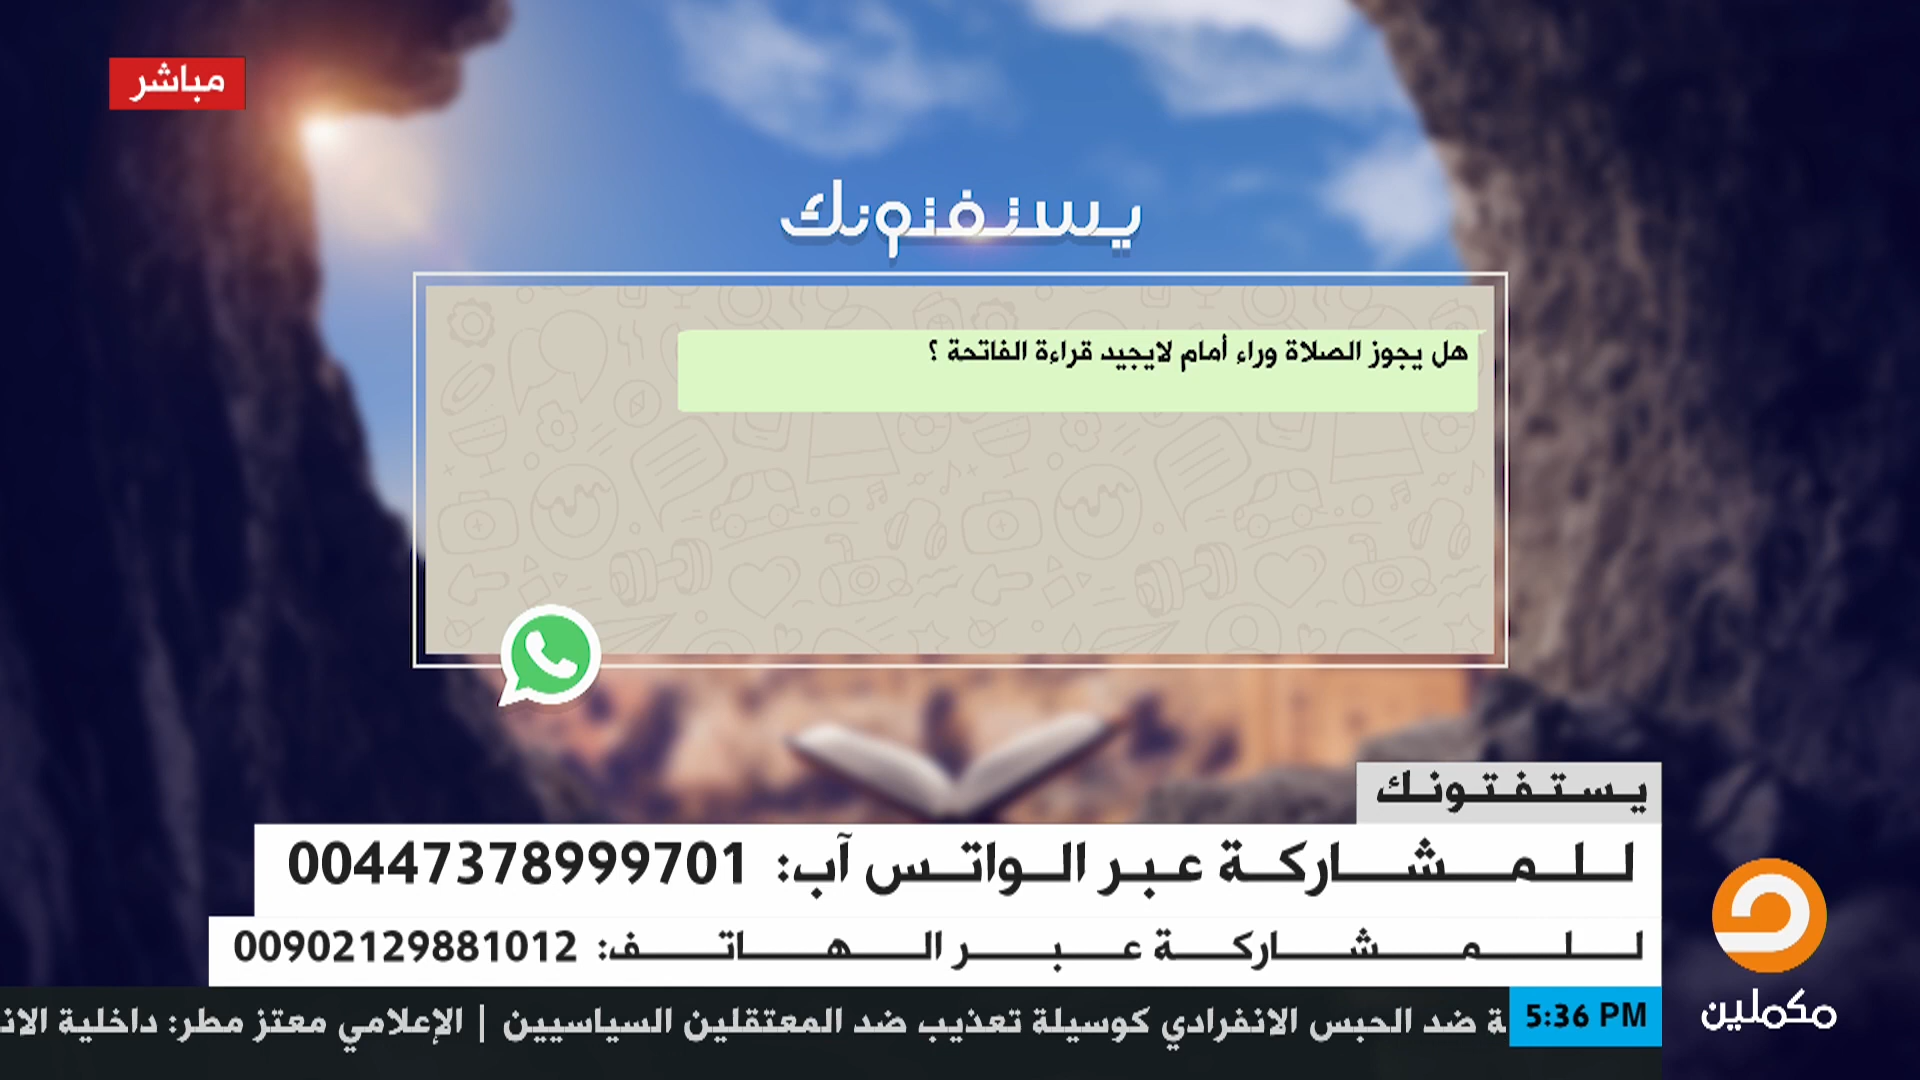 مباشر
يستفتونك
هل يجوز الصلاة وراء أمام لايجيد قراءة الفاتحة ؟
يستفتونك
للمشاركة عبر الواتس آب: 00447378999701
للمشاركة عبر الهاتف: 00902129881012
5:36 PM
ة ضد الحبس الانفرادي كوسيلة تعذيب ضد المعتقلين السياسيين | الإعلامي معتز مطر: داخلية الانق
مكملين